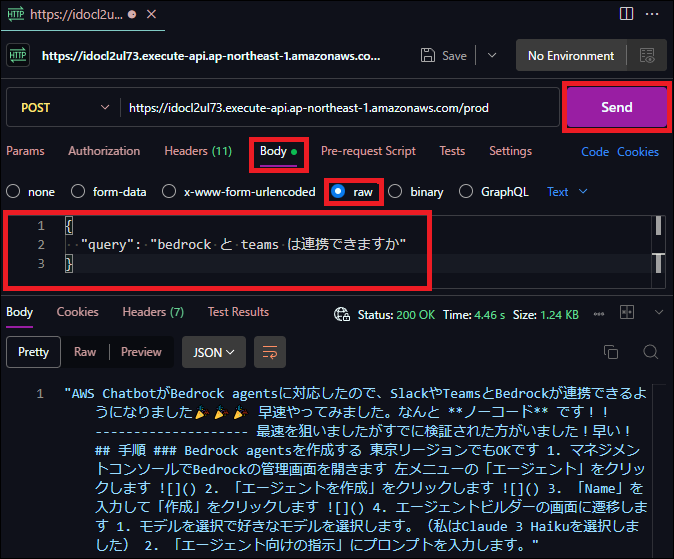 HTTP https://idocl2u...
https://idocl2ul73.execute-api.ap-northeast-1.amazonaws.co...
Save
No Environment
POST
https://idocl2ul73.execute-api.ap-northeast-1.amazonaws.com/prod
Send
Params Authorization Headers (11) Body Pre-request Script Tests Settings Code Cookies
none form-data x-www-form-urlencoded raw binary GraphQL Text
1 {
2 "query": "bedrock と teams は連携できますか"
3 }
Body Cookies Headers (7) Test Results Status: 200 OK Time: 4.46 s Size: 1.24 KB
Pretty Raw Preview JSON
1 "AWS ChatbotがBedrock agentsに対応したので、SlackやTeamsとBedrockが連携できるよ
うになりました🎉 🎉 🎉 早速やってみました。なんと **ノーコード** です！！
-------------------- 最速を狙いましたがすでに検証された方がいました！早い！
## 手順 ### Bedrock agentsを作成する 東京リージョンでもOKです 1. マネジメン
トコンソールでBedrockの管理画面を開きます 左メニューの「エージェント」をクリッ
クします ![]() 2. 「エージェントを作成」をクリックします ![]() 3. 「Name」を
入力して「作成」をクリックします ![]() 4. エージェントビルダーの画面に遷移しま
す 1. モデルを選択で好きなモデルを選択します。（私はClaude 3 Haikuを選択しまし
た） 2. 「エージェント向けの指示」にプロンプトを入力します。"